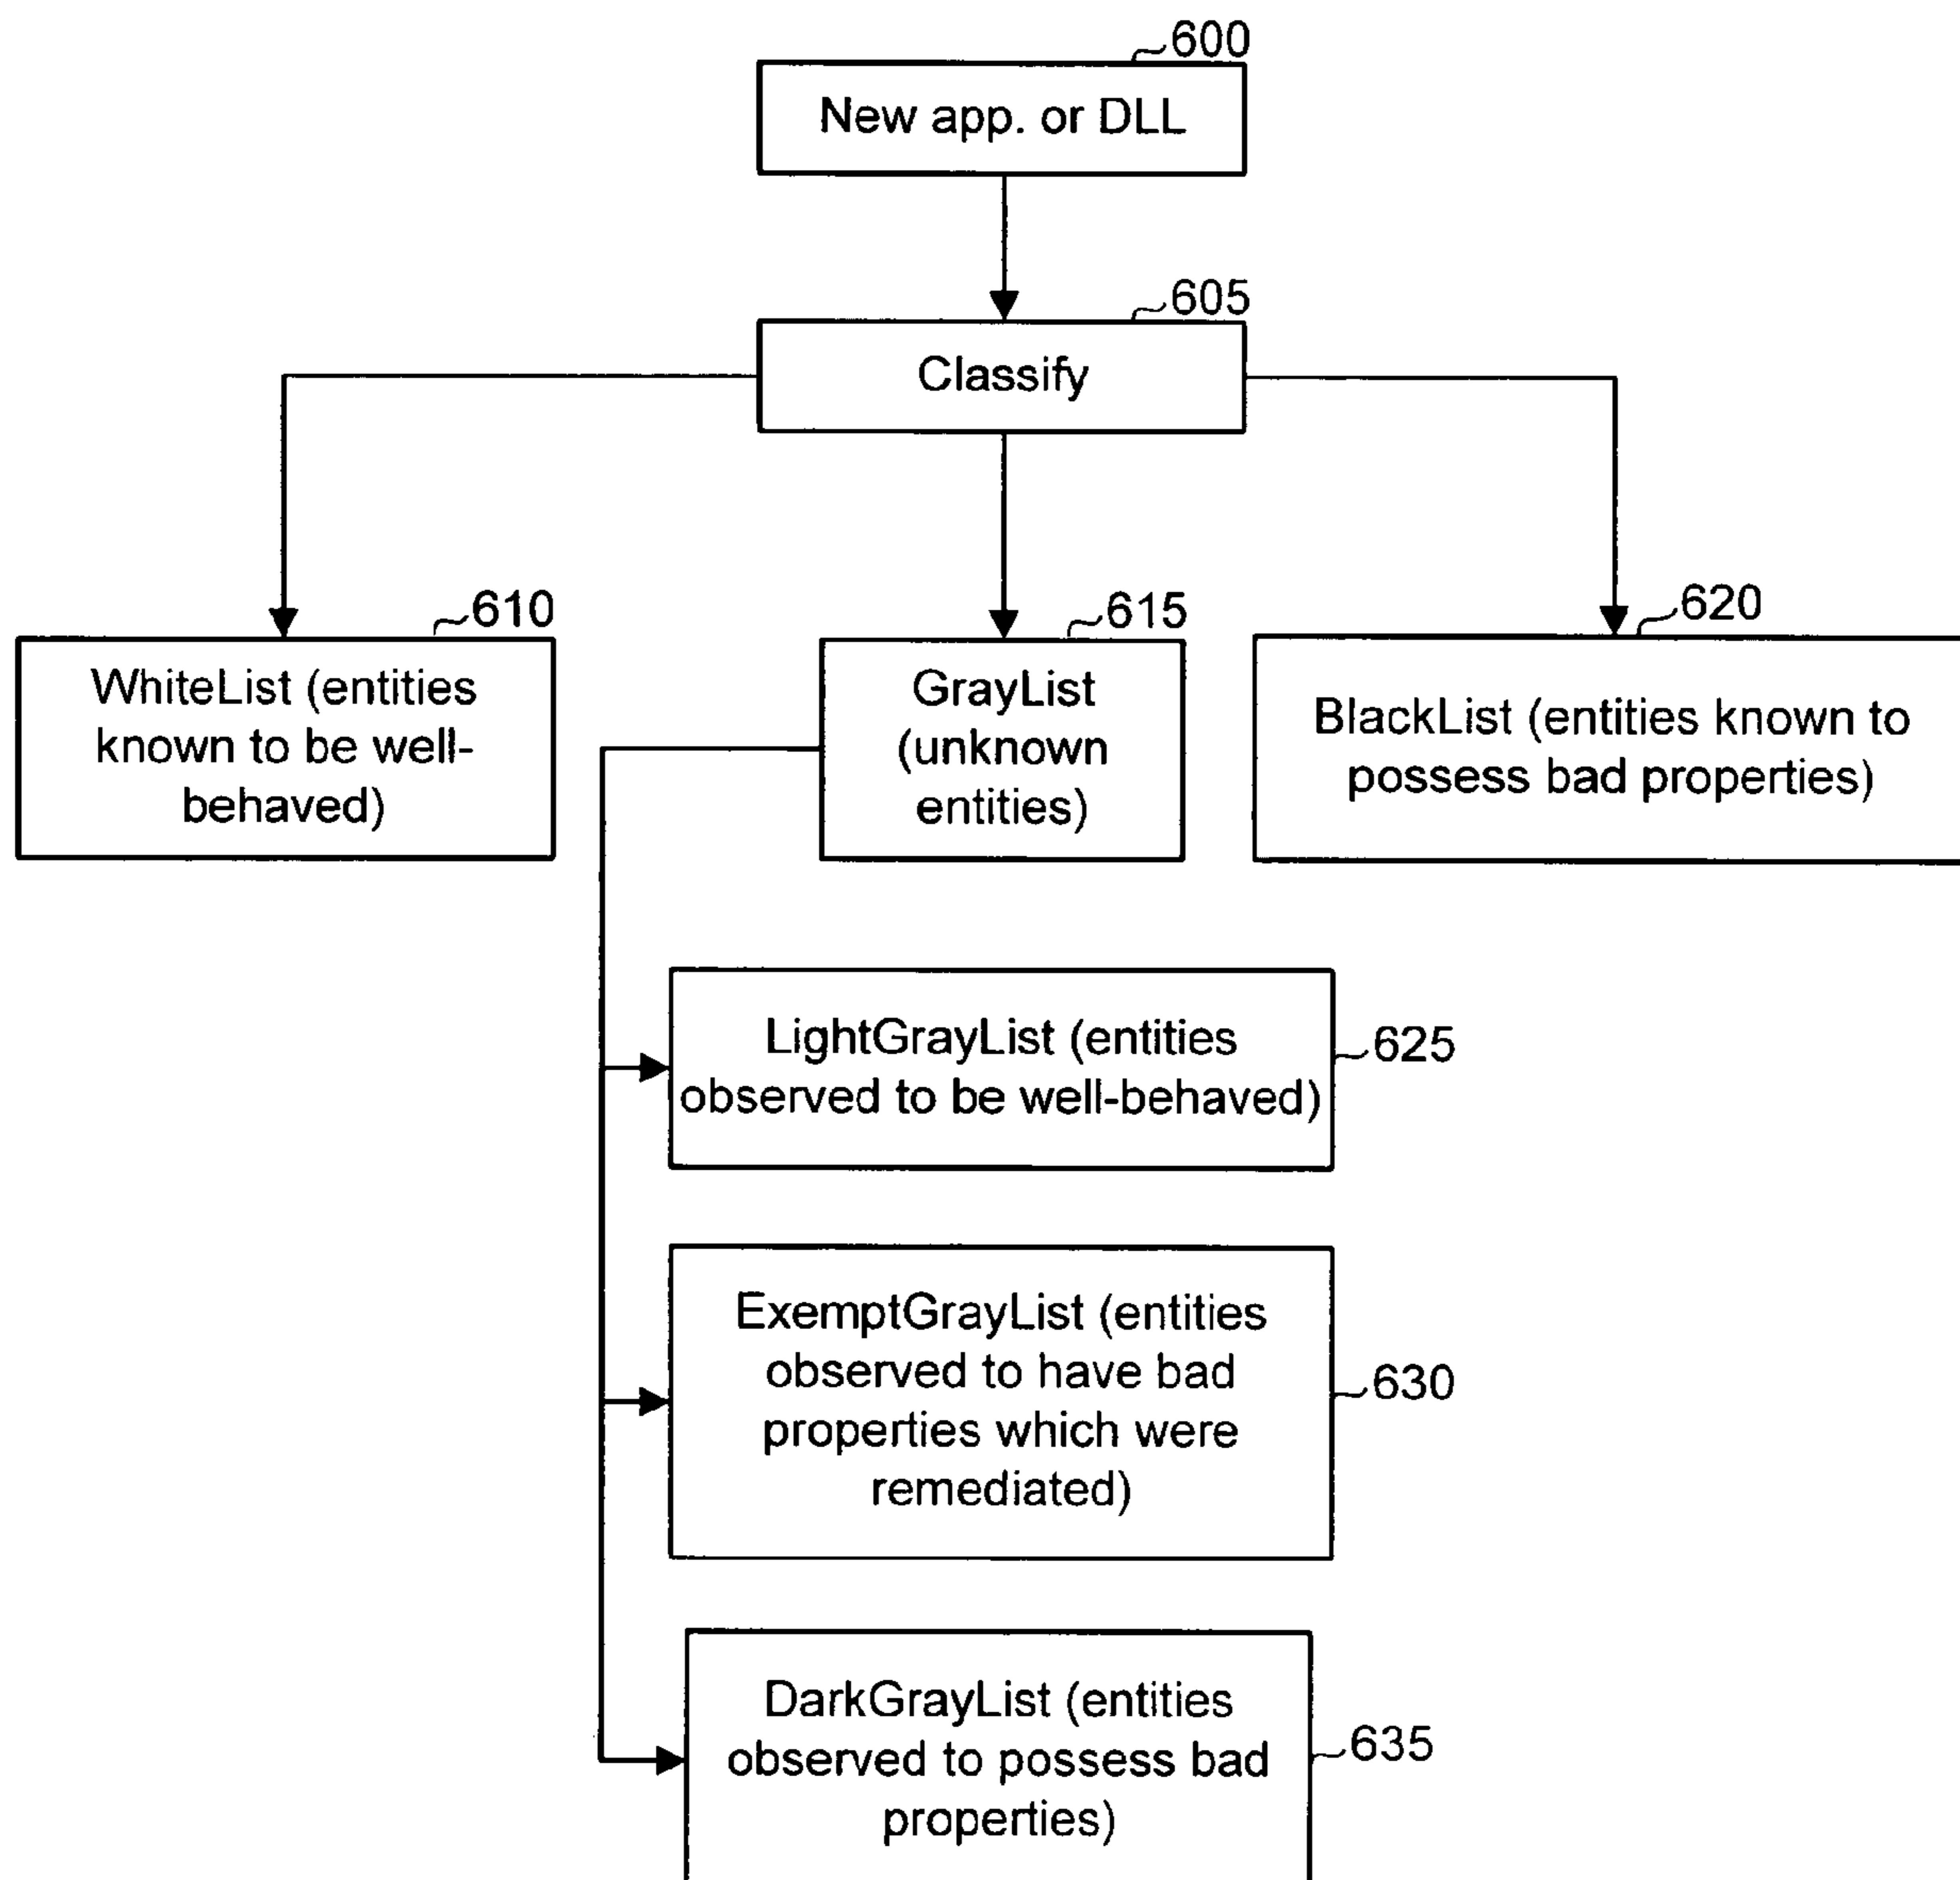 600
New app. or DLL
605
Classify
610
WhiteList (entities
known to be well-
behaved)
615
GrayList
(unknown
entities)
620
BlackList (entities known to
possess bad properties)
LightGrayList (entities
observed to be well-behaved)
625
ExemptGrayList (entities
observed to have bad
properties which were
remediated)
630
DarkGrayList (entities
observed to possess bad
properties)
635